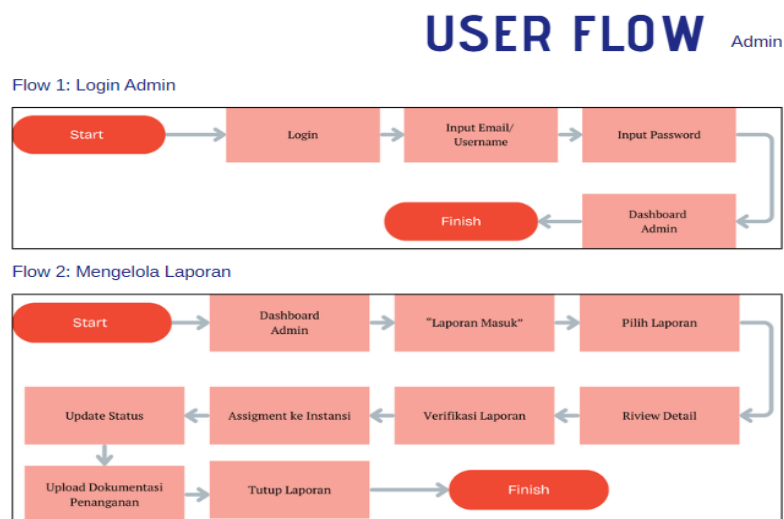 USER FLOW
Admin
Flow 1: Login Admin
Start
Login
Input Email/
Username
Input Password
Dashboard
Admin
Finish
Flow 2: Mengelola Laporan
Start
Dashboard
Admin
“Laporan Masuk”
Pilih Laporan
Riview Detail
Verifikasi Laporan
Assigment ke Instansi
Update Status
Upload Dokumentasi
Penanganan
Tutup Laporan
Finish